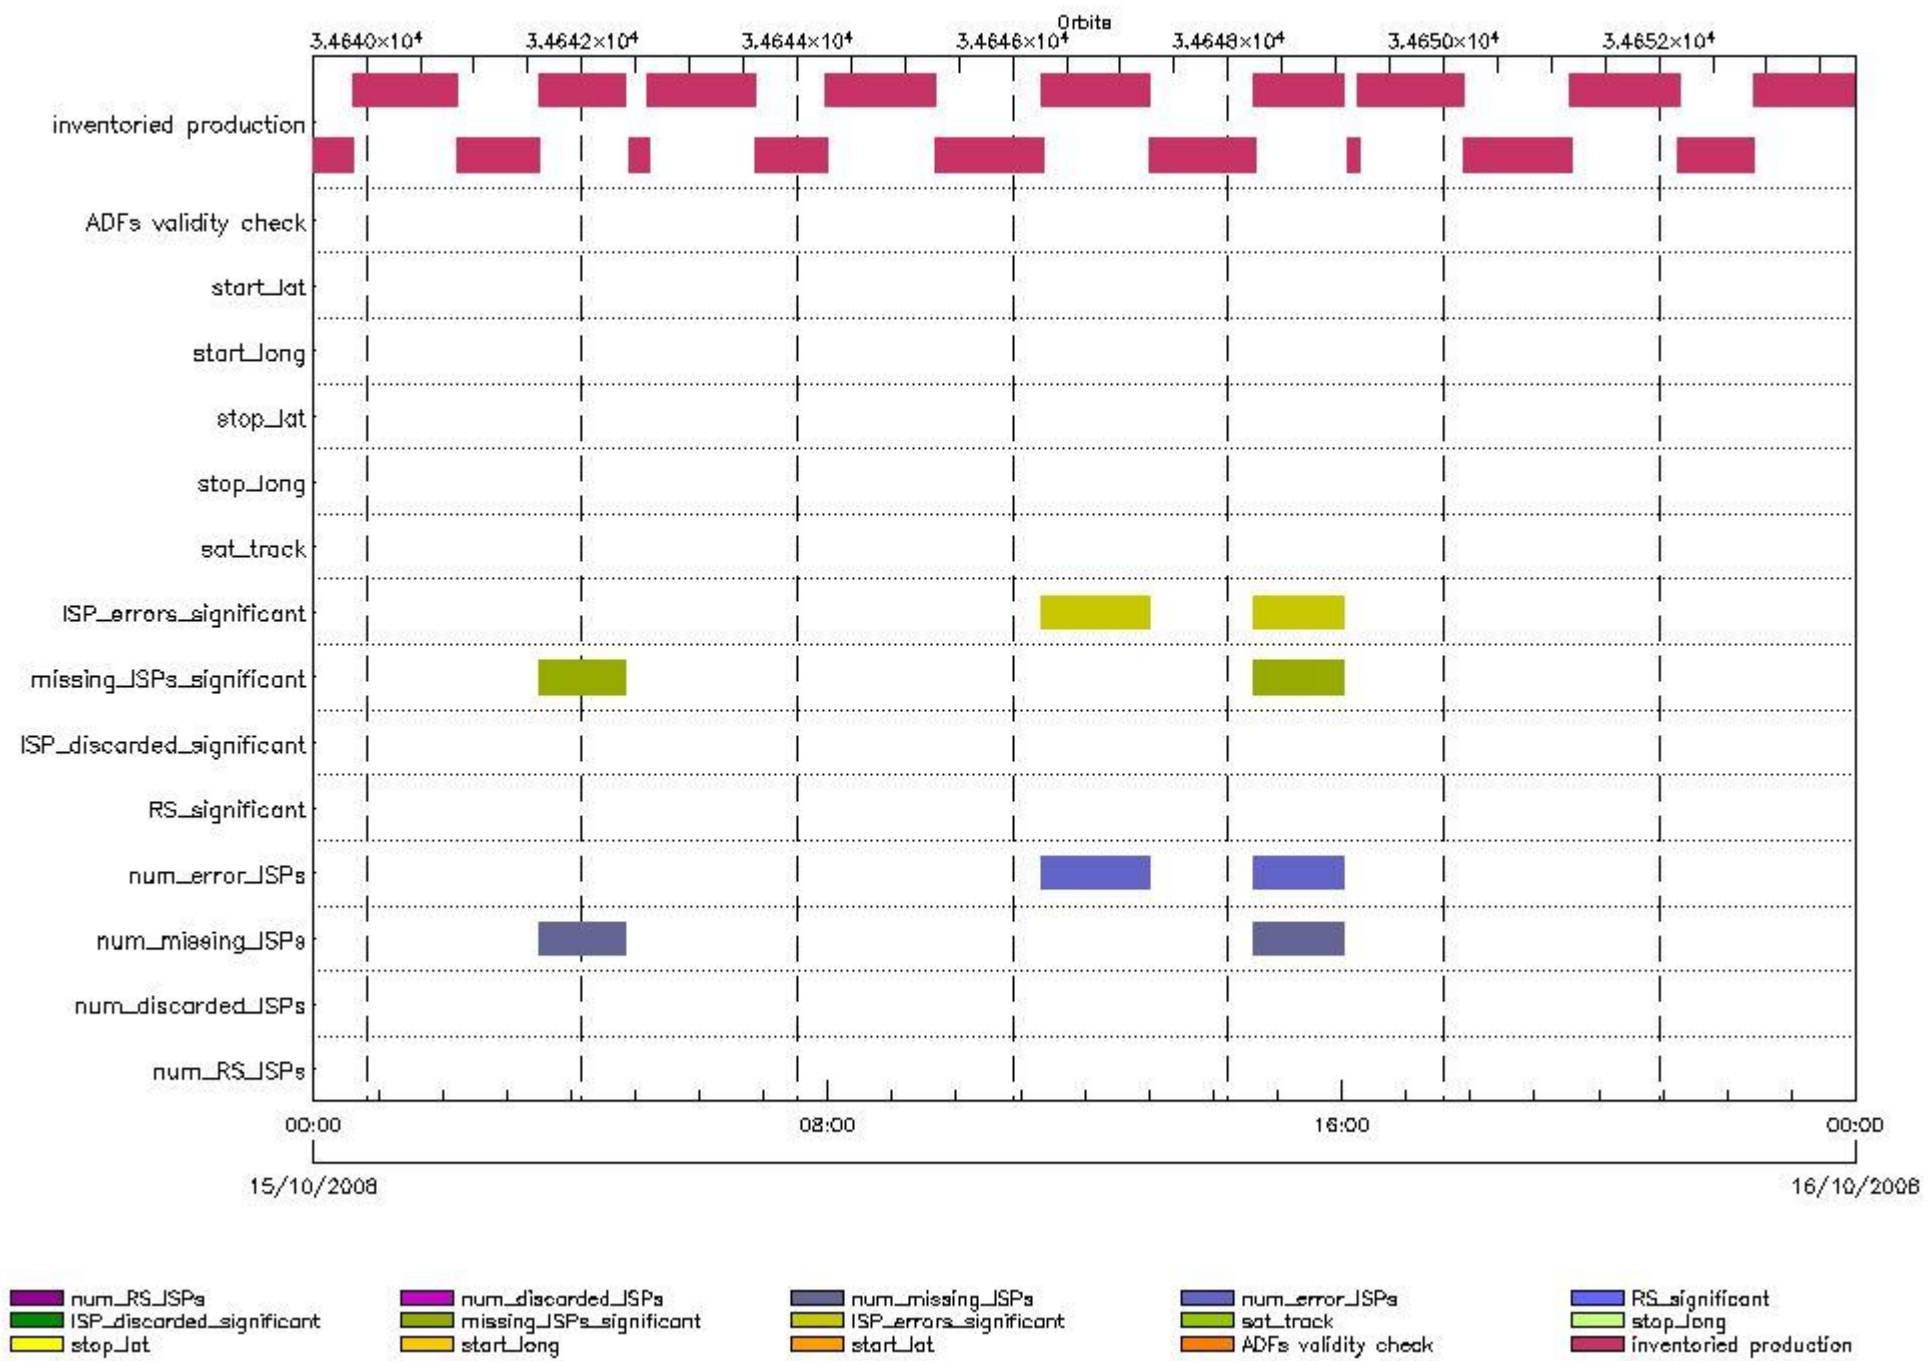 Orbits
3.4640×10⁴ 3.4642×10⁴ 3.4644×10⁴ 3.4646×10⁴ 3.4648×10⁴ 3.4650×10⁴ 3.4652×10⁴
inventoried production
ADFs validity check
start_lat
start_long
stop_lat
stop_long
sat_track
ISP_errors_significant
missing_ISPs_significant
ISP_discarded_significant
RS_significant
num_error_ISPs
num_missing_ISPs
num_discarded_ISPs
num_RS_ISPs
00:00 08:00 16:00 00:00
15/10/2008 16/10/2008
num_RS_ISPs num_discarded_ISPs num_missing_ISPs num_error_ISPs RS_significant
ISP_discarded_significant missing_ISPs_significant ISP_errors_significant sat_track stop_long
stop_lat start_long start_lat ADFs validity check inventoried production